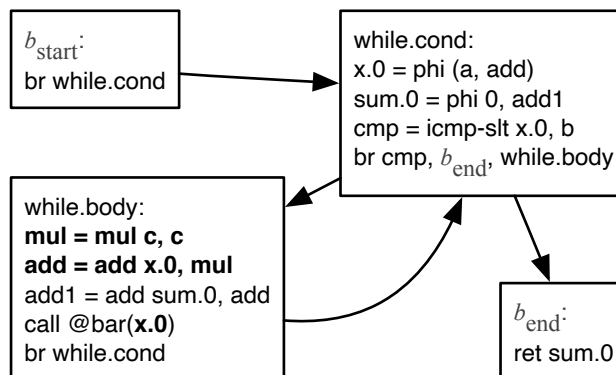 b_start:
br while.cond
while.cond:
x.0 = phi (a, add)
sum.0 = phi 0, add1
cmp = icmp-slt x.0, b
br cmp, b_end, while.body
while.body:
mul = mul c, c
add = add x.0, mul
add1 = add sum.0, add
call @bar(x.0)
br while.cond
b_end:
ret sum.0